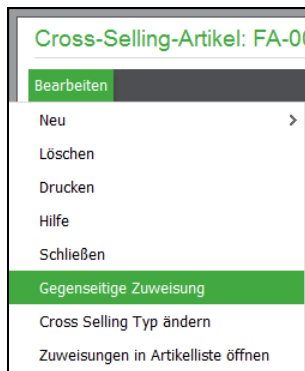 Cross-Selling-Artikel: FA-00
Bearbeiten
Neu
Löschen
Drucken
Hilfe
Schließen
Gegenseitige Zuweisung
Cross Selling Typ ändern
Zuweisungen in Artikelliste öffnen